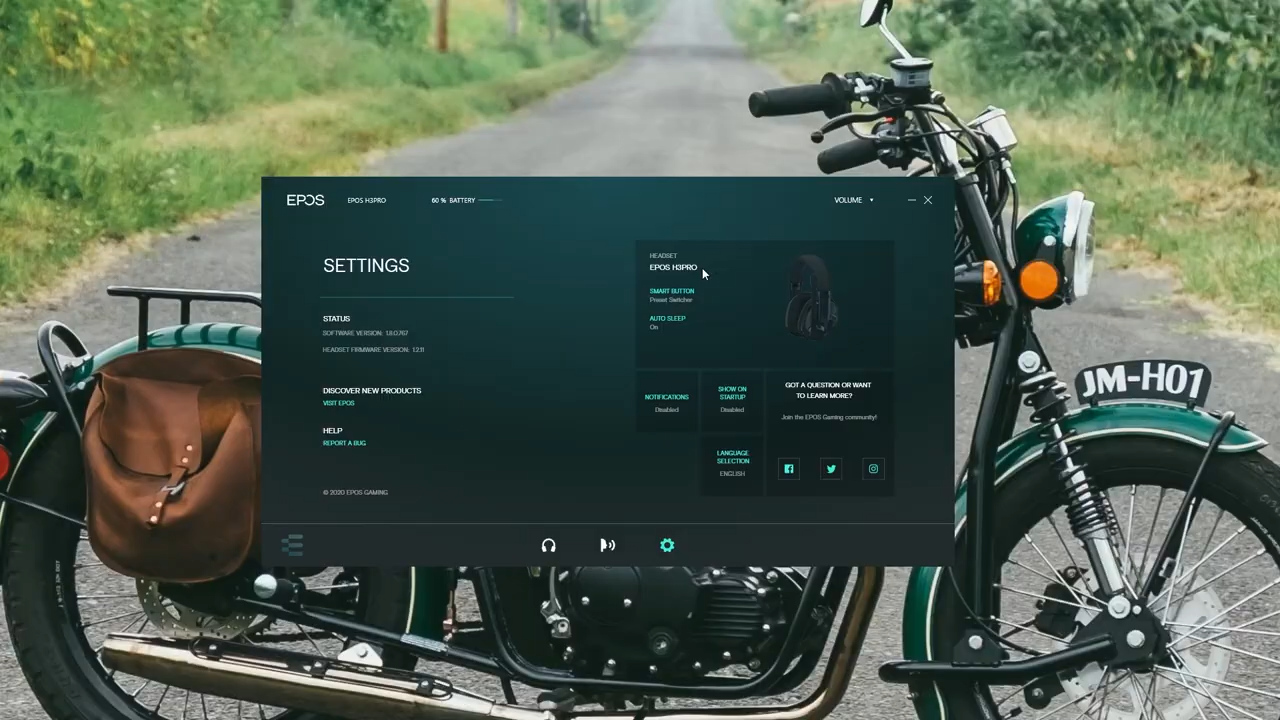 EPOS
EPOS H3PRO
60 % BATTERY
VOLUME
SETTINGS
STATUS
SOFTWARE VERSION: 1.8.0.767
HEADSET FIRMWARE VERSION: 1.2.11
DISCOVER NEW PRODUCTS
VISIT EPOS
HELP
REPORT A BUG
© 2020 EPOS GAMING
HEADSET
EPOS H3PRO
SMART BUTTON
Preset Switcher
AUTO SLEEP
On
NOTIFICATIONS
Disabled
SHOW ON
STARTUP
Disabled
LANGUAGE
SELECTION
ENGLISH
GOT A QUESTION OR WANT
TO LEARN MORE?
Join the EPOS Gaming community!
JM-H01